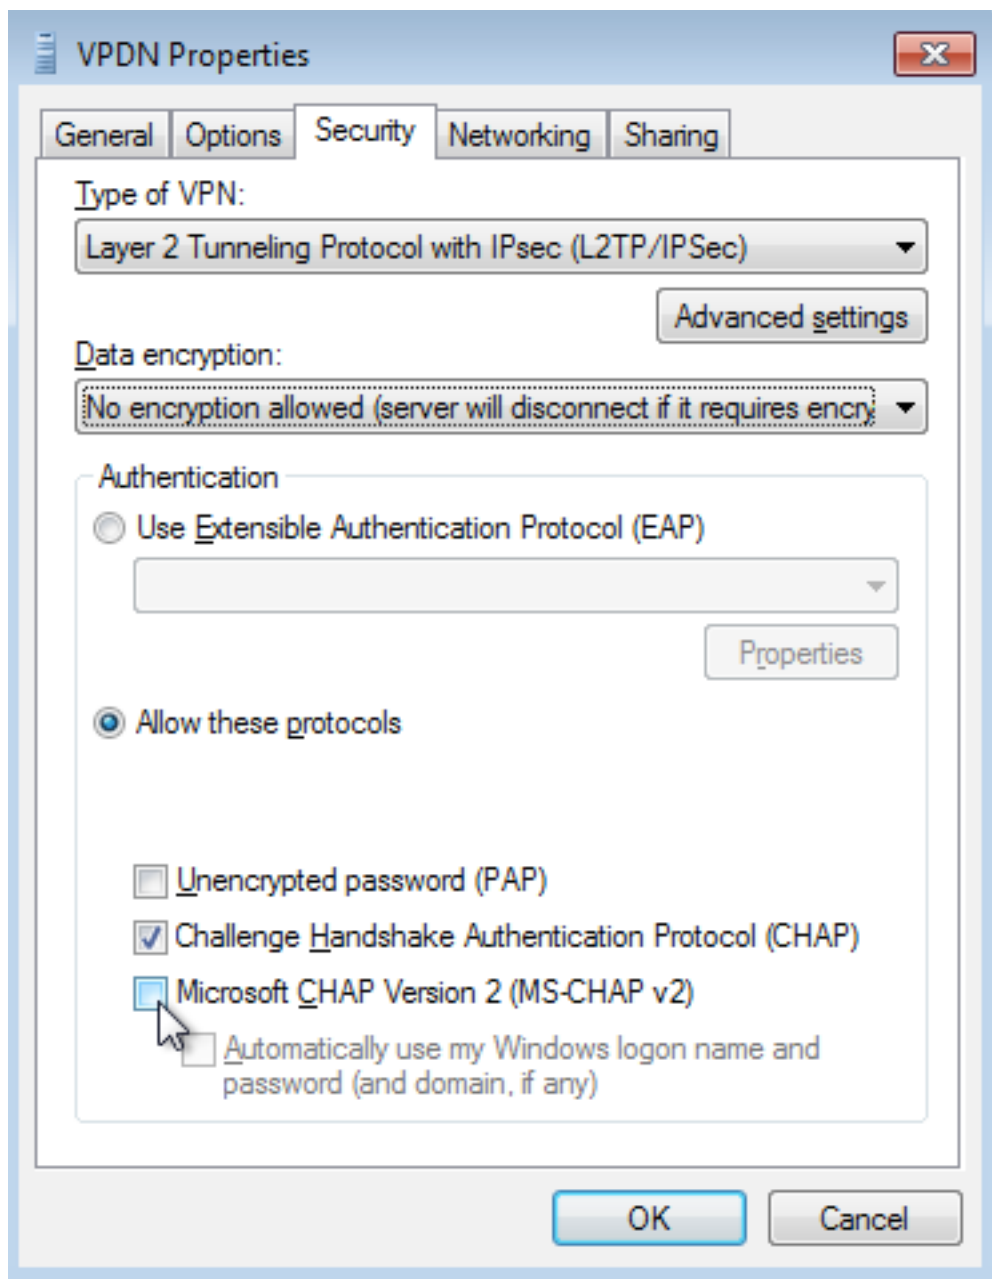 VPDN Properties
General Options Security Networking Sharing
Type of VPN:
Layer 2 Tunneling Protocol with IPsec (L2TP/IPSec)
Advanced settings
Data encryption:
No encryption allowed (server will disconnect if it requires encry
Authentication
Use Extensible Authentication Protocol (EAP)
Properties
Allow these protocols
Unencrypted password (PAP)
Challenge Handshake Authentication Protocol (CHAP)
Microsoft CHAP Version 2 (MS-CHAP v2)
Automatically use my Windows logon name and
password (and domain, if any)
OK Cancel